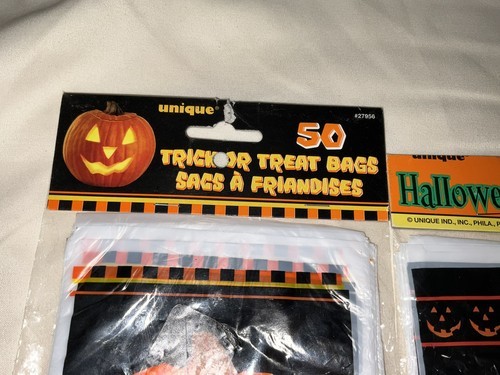 unique®
#27956
50
TRICK OR TREAT BAGS
SACS À FRIANDISES
unique
Hallowe
© UNIQUE IND., INC., PHILA., P